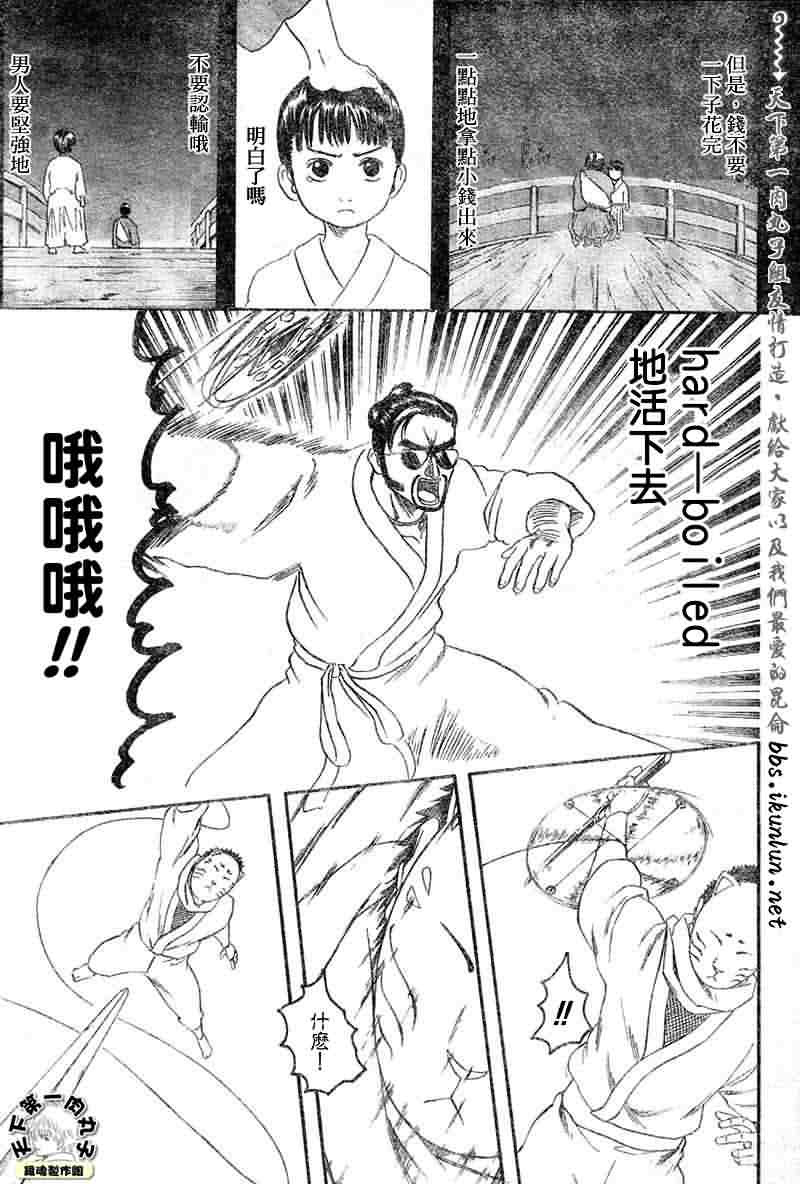 但是，錢不要
一下子花完
一點點地拿點小錢出來
明白了嗎
不要認輸哦
男人要堅強地
hard—boiled
地活下去
哦哦哦!!
!!
什麽!
天下第一肉丸子組友情打造，獻給大家以及我們最愛的昆侖 bbs.ikunlun.net
天下第一肉丸子
銀魂製作團